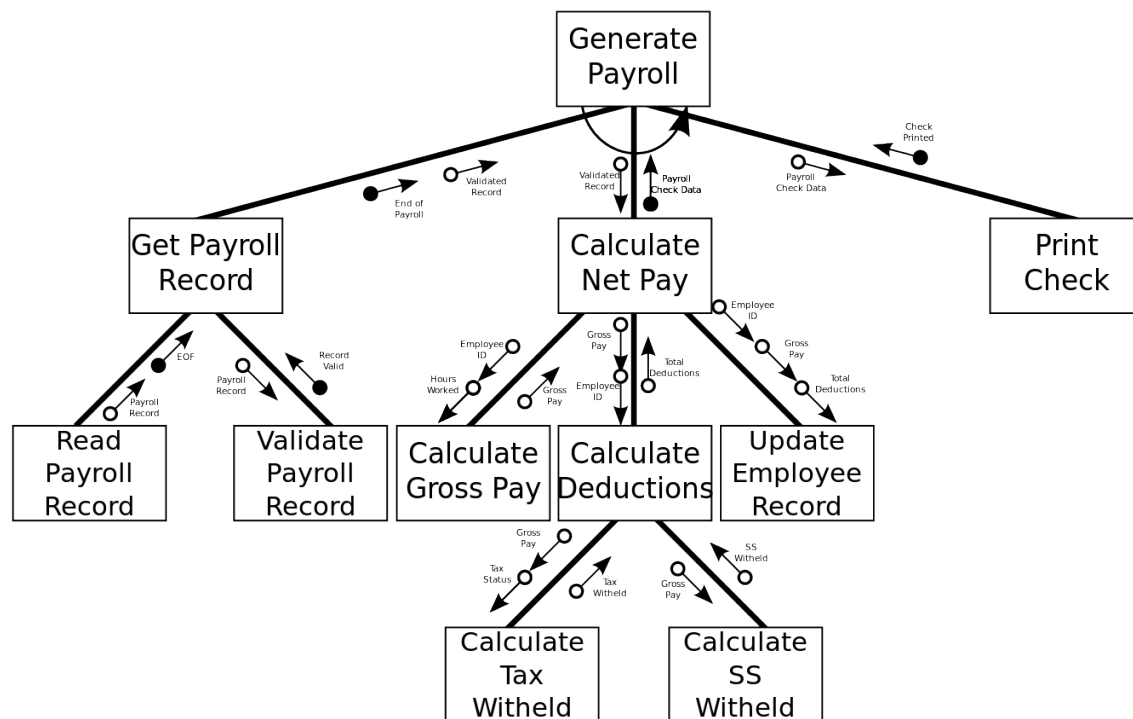 Generate
Payroll
Check
Printed
Validated
Record
End of
Payroll
Validated
Record
Payroll
Check Data
Payroll
Check Data
Get Payroll
Record
Calculate
Net Pay
Print
Check
EOF
Payroll
Record
Payroll
Record
Record
Valid
Employee
ID
Hours
Worked
Gross
Pay
Gross
Pay
Employee
ID
Total
Deductions
Employee
ID
Gross
Pay
Total
Deductions
Read
Payroll
Record
Validate
Payroll
Record
Calculate
Gross Pay
Calculate
Deductions
Update
Employee
Record
Gross
Pay
Tax
Status
Tax
Witheld
Gross
Pay
SS
Witheld
Calculate
Tax
Witheld
Calculate
SS
Witheld